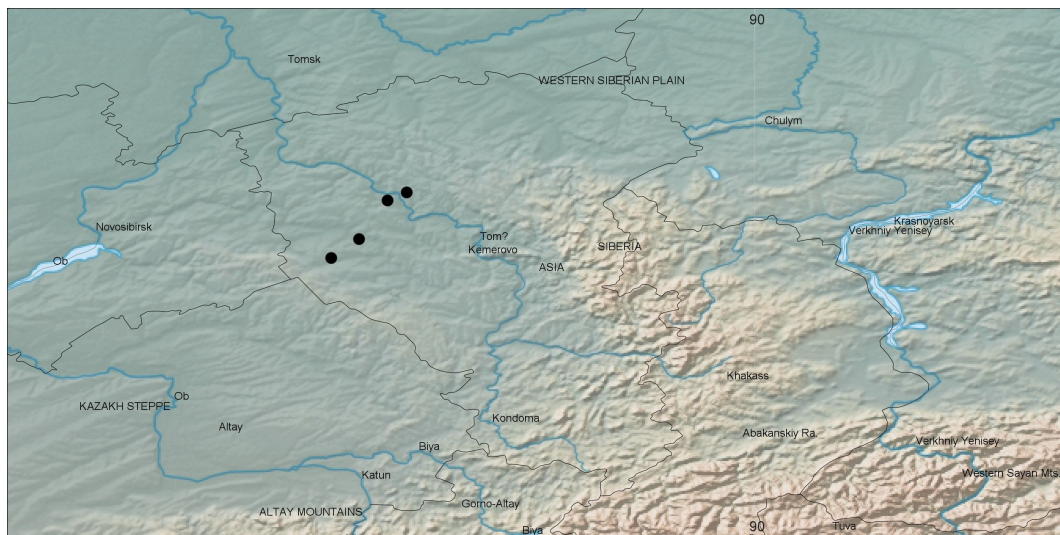 90
Tomsk
WESTERN SIBERIAN PLAIN
Chulym
Krasnoyarsk
Novosibirsk
Verkhniy Yenisey
Tom?
SIBERIA
Kemerovo
Ob
ASIA
Khakass
Ob
KAZAKH STEPPE
Kondoma
Altay
Abakanskiy Ra.
Verkhniy Yenisey
Biya
Katun
Western Sayan Mts.
Gorno-Altay
ALTAY MOUNTAINS
90
Tuva
Biya